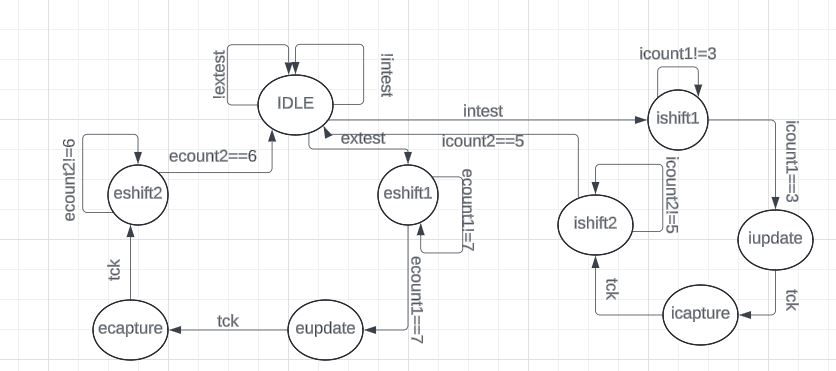 !extest
!intest
icount1!=3
IDLE
intest
ishift1
extest
icount2==5
icount1==3
ecount2!=6
ecount2==6
eshift2
eshift1
ecount1!=7
icount2!=5
ishift2
iupdate
tck
ecount1==7
tck
tck
icapture
ecapture
tck
eupdate